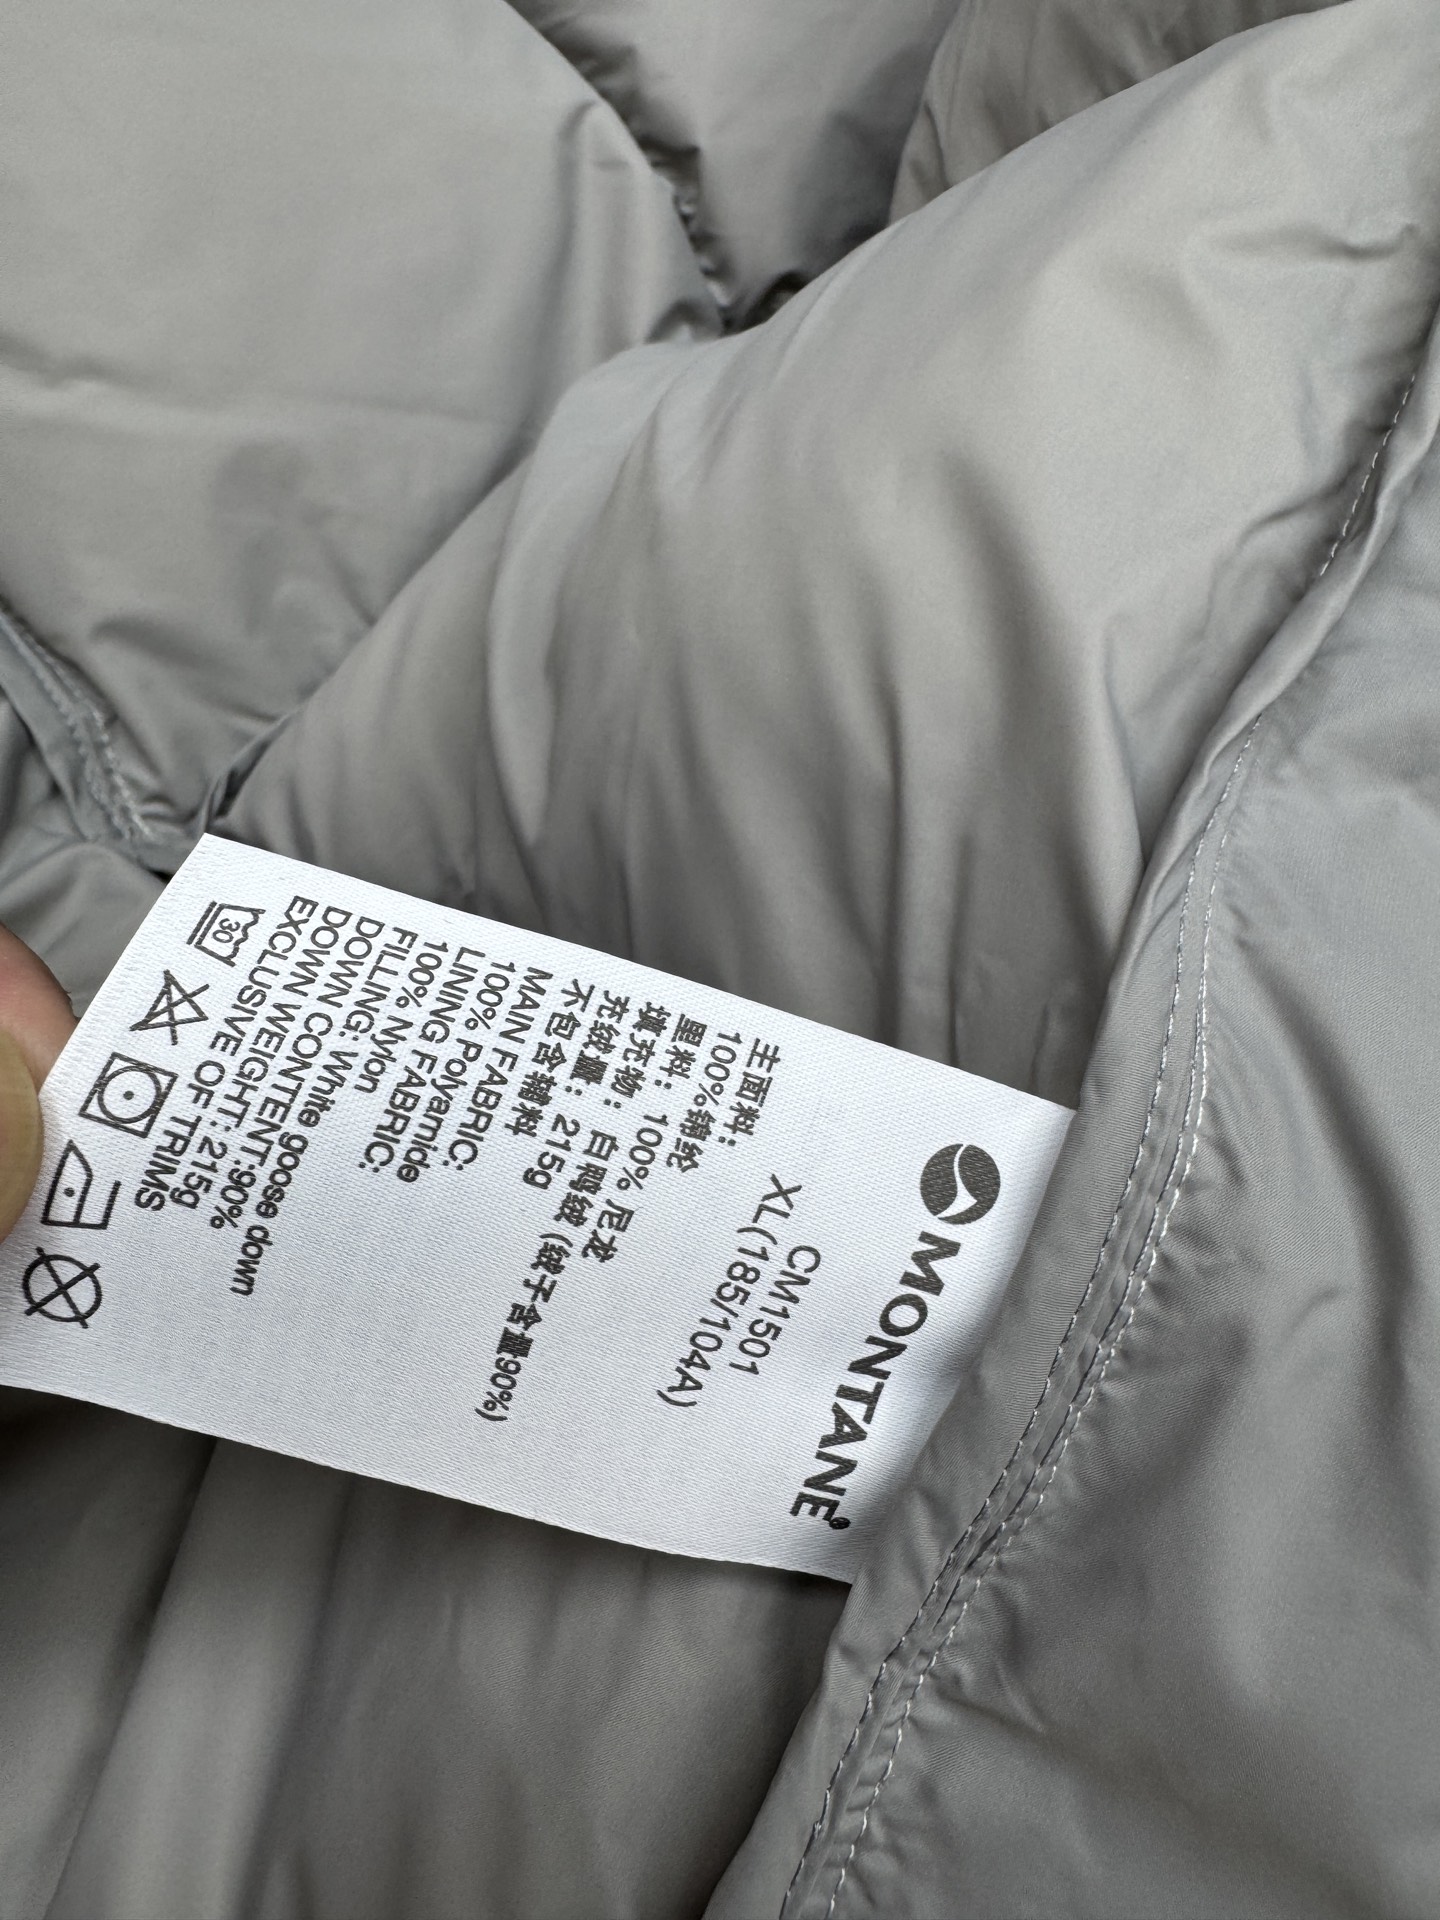 MONTANE
CM1501
XL(185/104A)
主面料：
100%锦纶
里料：100% 尼龙
填充物：白鸭绒 (绒子含量90%)
充绒量：215g
不包含辅料
MAIN FABRIC:
100% Polyamide
LINING FABRIC:
100% Nylon
FILLING: White goose down
DOWN CONTENT:90%
DOWN WEIGHT: 215g
EXCLUSIVE OF TRIMS
30